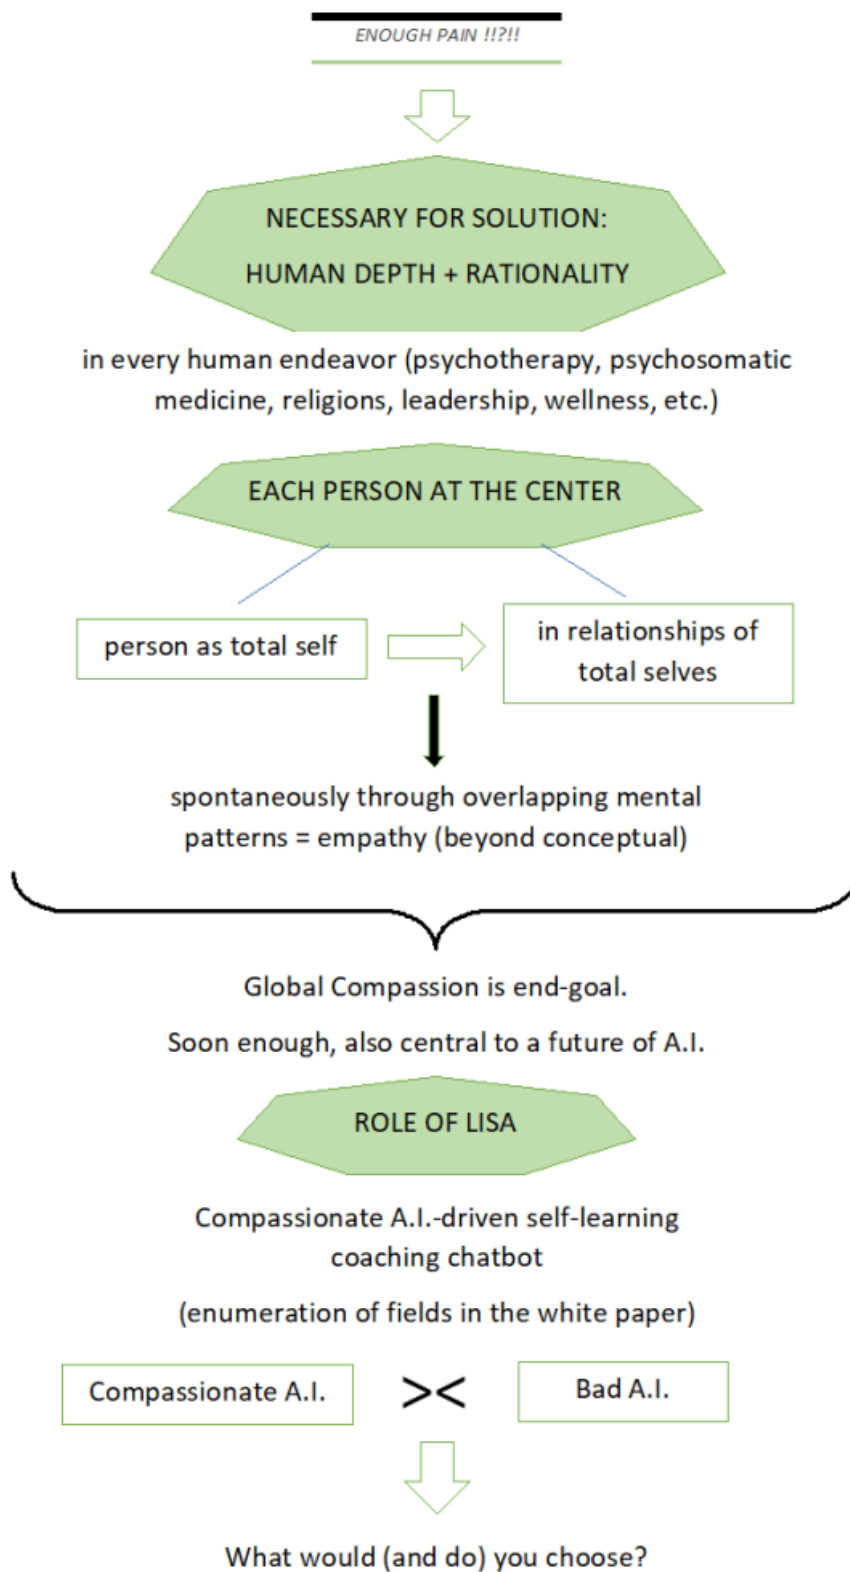 ENOUGH PAIN !!?!!
NECESSARY FOR SOLUTION:
HUMAN DEPTH + RATIONALITY
in every human endeavor (psychotherapy, psychosomatic
medicine, religions, leadership, wellness, etc.)
EACH PERSON AT THE CENTER
person as total self
in relationships of
total selves
spontaneously through overlapping mental
patterns = empathy (beyond conceptual)
Global Compassion is end-goal.
Soon enough, also central to a future of A.I.
ROLE OF LISA
Compassionate A.I.-driven self-learning
coaching chatbot
(enumeration of fields in the white paper)
Compassionate A.I. >< Bad A.I.
What would (and do) you choose?